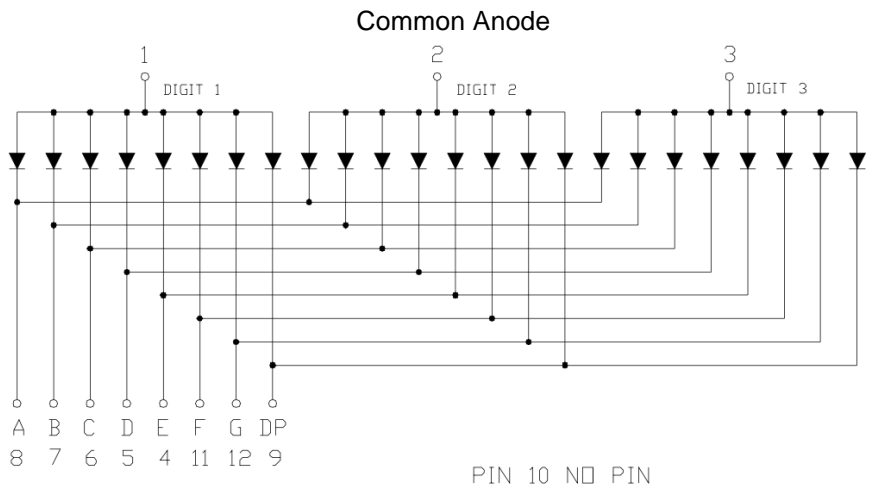 Common Anode
1 2 3
DIGIT 1 DIGIT 2 DIGIT 3
A B C D E F G DP
8 7 6 5 4 11 12 9
PIN 10 NO PIN